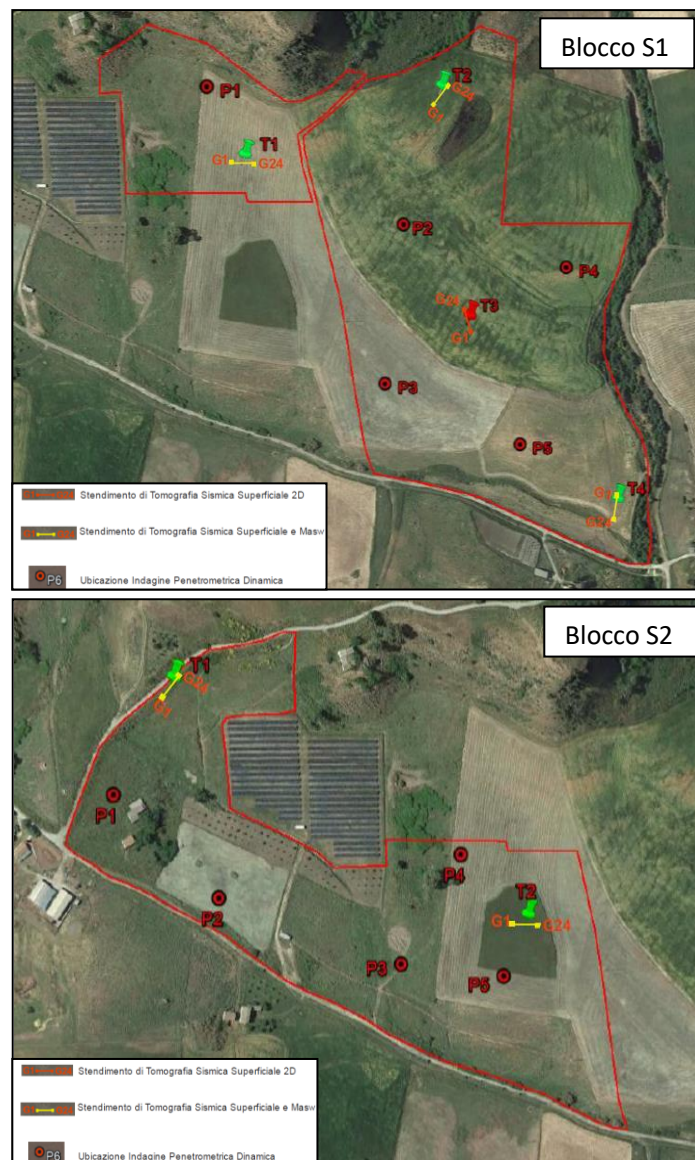 Blocco S1
T2
G24
G1
P1
T1
G1
G24
P2
P4
G24
T3
G1
P3
P5
G1
T4
G24
Stendimento di Tomografia Sismica Superficiale 2D
Stendimento di Tomografia Sismica Superficiale e Masw
P6 Ubicazione Indagine Penetrometrica Dinamica
Blocco S2
T1
G24
G1
P1
P4
P2
T2
G1
G24
P3
P5
Stendimento di Tomografia Sismica Superficiale 2D
Stendimento di Tomografia Sismica Superficiale e Masw
P6 Ubicazione Indagine Penetrometrica Dinamica